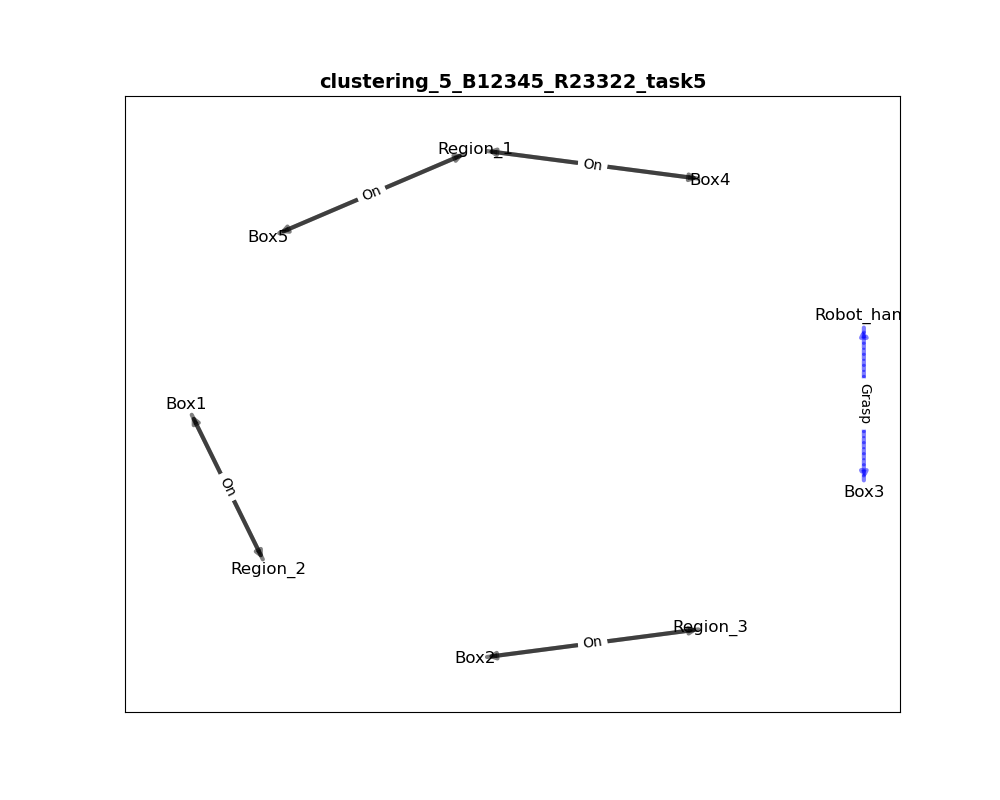 clustering_5_B12345_R23322_task5
Region_1
On
Box4
On
Box5
Robot_han
Grasp
Box3
Box1
On
Region_2
Region_3
On
Box2